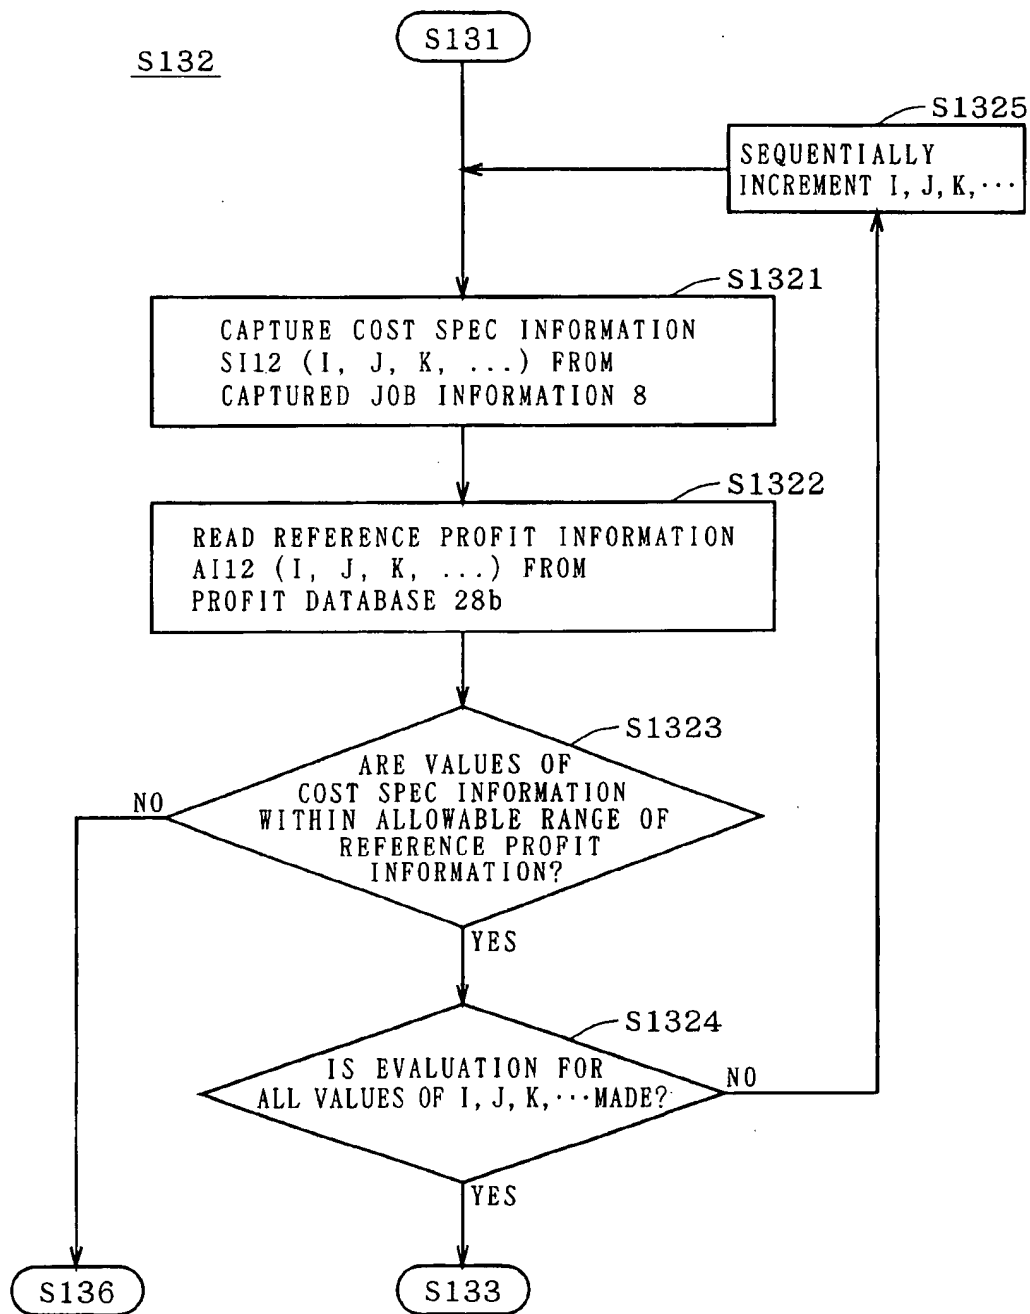 S131
S132
S1325
SEQUENTIALLY
INCREMENT I, J, K, ···
S1321
CAPTURE COST SPEC INFORMATION
SI12 (I, J, K, ...) FROM
CAPTURED JOB INFORMATION 8
S1322
READ REFERENCE PROFIT INFORMATION
AI12 (I, J, K, ...) FROM
PROFIT DATABASE 28b
S1323
ARE VALUES OF
COST SPEC INFORMATION
WITHIN ALLOWABLE RANGE OF
REFERENCE PROFIT
INFORMATION?
NO
YES
S1324
IS EVALUATION FOR
ALL VALUES OF I, J, K, ··· MADE?
NO
YES
S136
S133